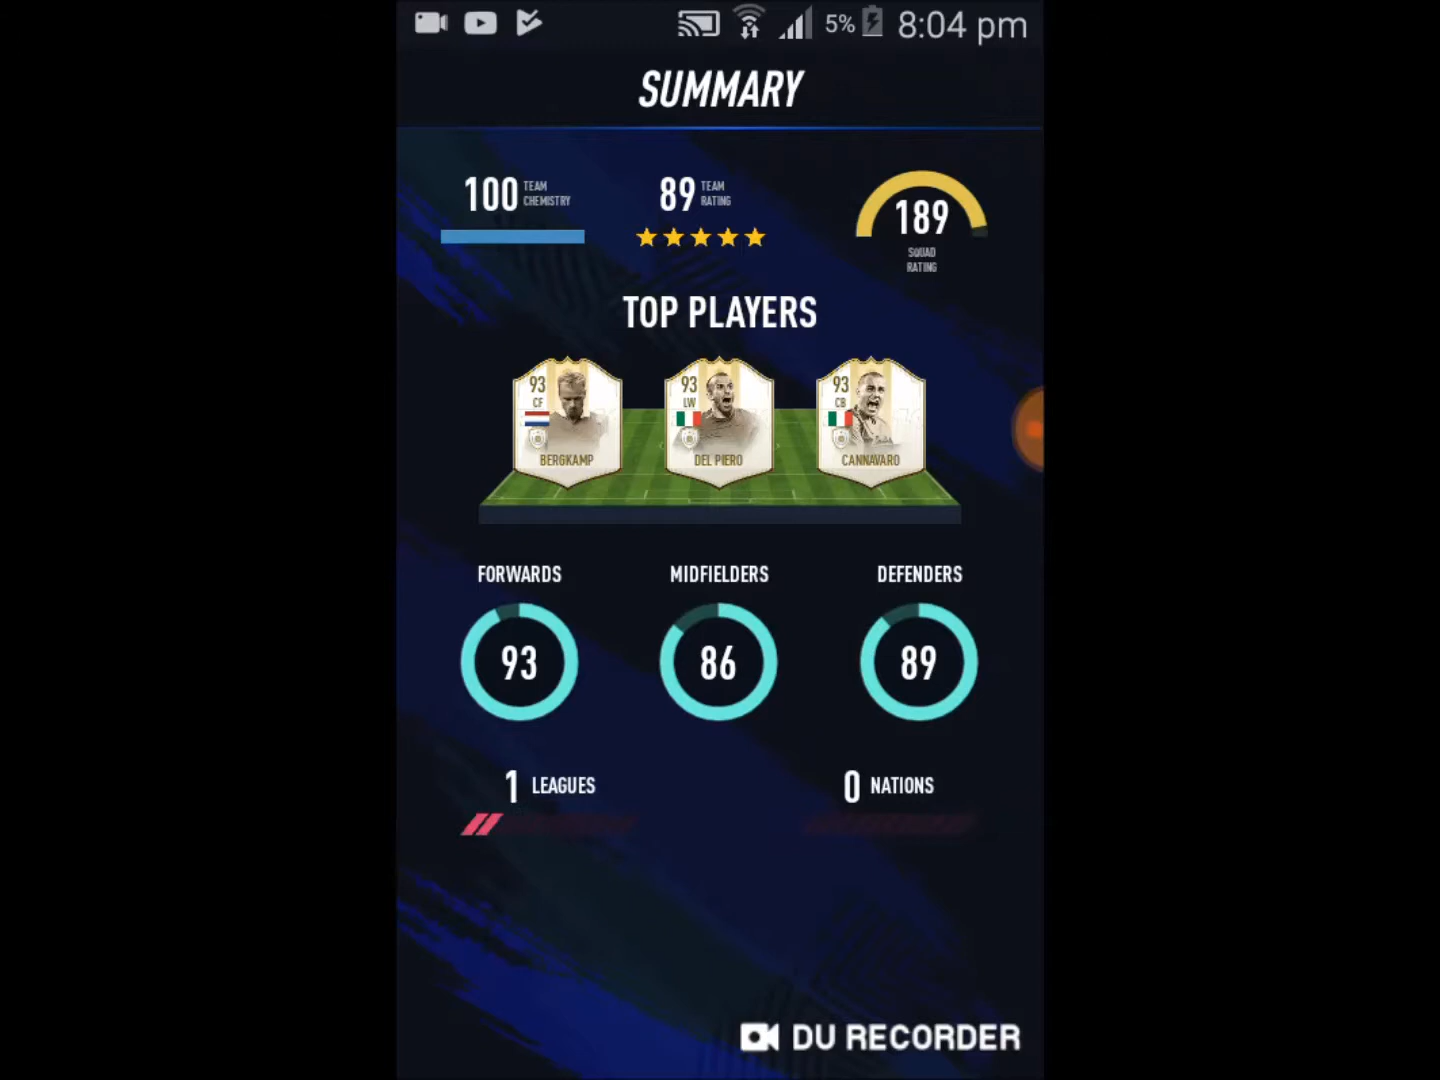 5% 8:04 pm
SUMMARY
100 TEAM CHEMISTRY
89 TEAM RATING
189
SQUAD
RATING
TOP PLAYERS
93
CF
BERGKAMP
93
LW
DEL PIERO
93
CB
CANNAVARO
FORWARDS MIDFIELDERS DEFENDERS
93 86 89
1 LEAGUES 0 NATIONS
DU RECORDER